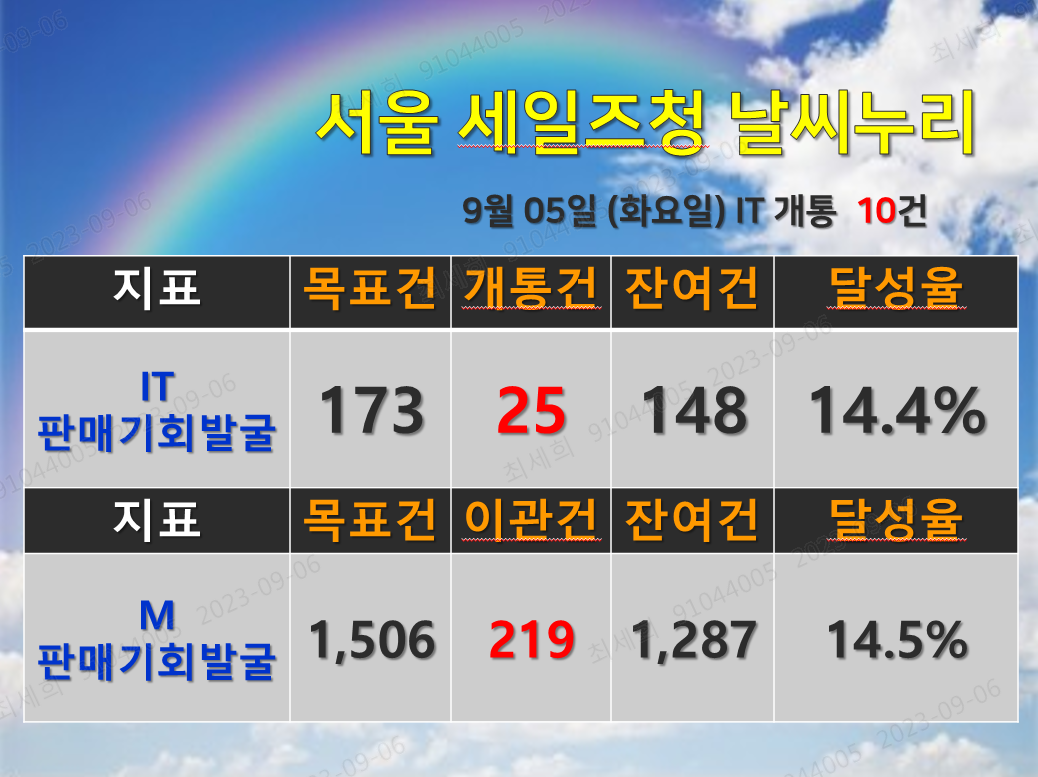 서울 세일즈청 날씨누리
9월 05일 (화요일) IT 개통 10건
지표 목표건 개통건 잔여건 달성율
IT
판매기회발굴 173 25 148 14.4%
지표 목표건 이관건 잔여건 달성율
M
판매기회발굴 1,506 219 1,287 14.5%
최세희 91044005 2023-09-06